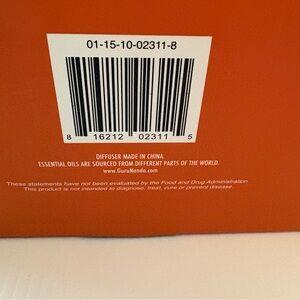 01-15-10-02311-8
8 16212 02311 5
DIFFUSER MADE IN CHINA.
ESSENTIAL OILS ARE SOURCED FROM DIFFERENT PARTS OF THE WORLD.
www.GuruNanda.com
These statements have not been evaluated by the Food and Drug Administration.
This product is not intended to diagnose, treat, cure or prevent disease.